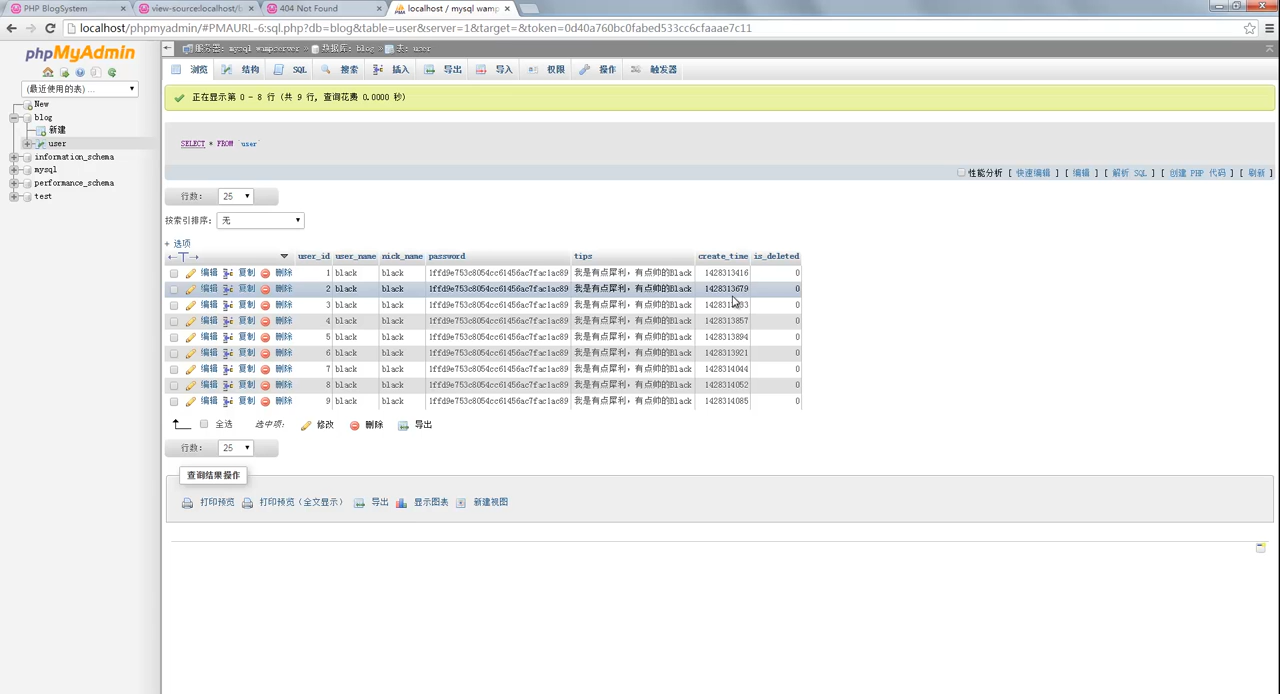 PHP BlogSystem × view-source:localhost/b × 404 Not Found × localhost / mysql wamp ×
localhost/phpmyadmin/#PMAURL-6:sql.php?db=blog&table=user&server=1&target=&token=0d40a760bc0fabed533cc6cfaaae7c11
phpMyAdmin
(最近使用的表) ...
New
blog
新建
user
information_schema
mysql
performance_schema
test
服务器: mysql wampserver » 数据库: blog » 表: user
浏览 结构 SQL 搜索 插入 导出 导入 权限 操作 触发器
正在显示第 0 - 8 行 (共 9 行, 查询花费 0.0000 秒)
SELECT * FROM `user`
性能分析 [ 快速编辑 ] [ 编辑 ] [ 解析 SQL ] [ 创建 PHP 代码 ] [ 刷新 ]
行数: 25
按索引排序: 无
+ 选项
←T→ user_id user_name nick_name password tips create_time is_deleted
编辑 复制 删除 1 black black 1ffd9e753c8054cc61456ac7fac1ac89 我是有点犀利,有点帅的Black 1428313416 0
编辑 复制 删除 2 black black 1ffd9e753c8054cc61456ac7fac1ac89 我是有点犀利,有点帅的Black 1428313679 0
编辑 复制 删除 3 black black 1ffd9e753c8054cc61456ac7fac1ac89 我是有点犀利,有点帅的Black 0
编辑 复制 删除 4 black black 1ffd9e753c8054cc61456ac7fac1ac89 我是有点犀利,有点帅的Black 1428313857 0
编辑 复制 删除 5 black black 1ffd9e753c8054cc61456ac7fac1ac89 我是有点犀利,有点帅的Black 1428313894 0
编辑 复制 删除 6 black black 1ffd9e753c8054cc61456ac7fac1ac89 我是有点犀利,有点帅的Black 1428313921 0
编辑 复制 删除 7 black black 1ffd9e753c8054cc61456ac7fac1ac89 我是有点犀利,有点帅的Black 1428314044 0
编辑 复制 删除 8 black black 1ffd9e753c8054cc61456ac7fac1ac89 我是有点犀利,有点帅的Black 1428314052 0
编辑 复制 删除 9 black black 1ffd9e753c8054cc61456ac7fac1ac89 我是有点犀利,有点帅的Black 1428314085 0
全选 选中项: 修改 删除 导出
行数: 25
查询结果操作
打印预览 打印预览 (全文显示) 导出 显示图表 新建视图